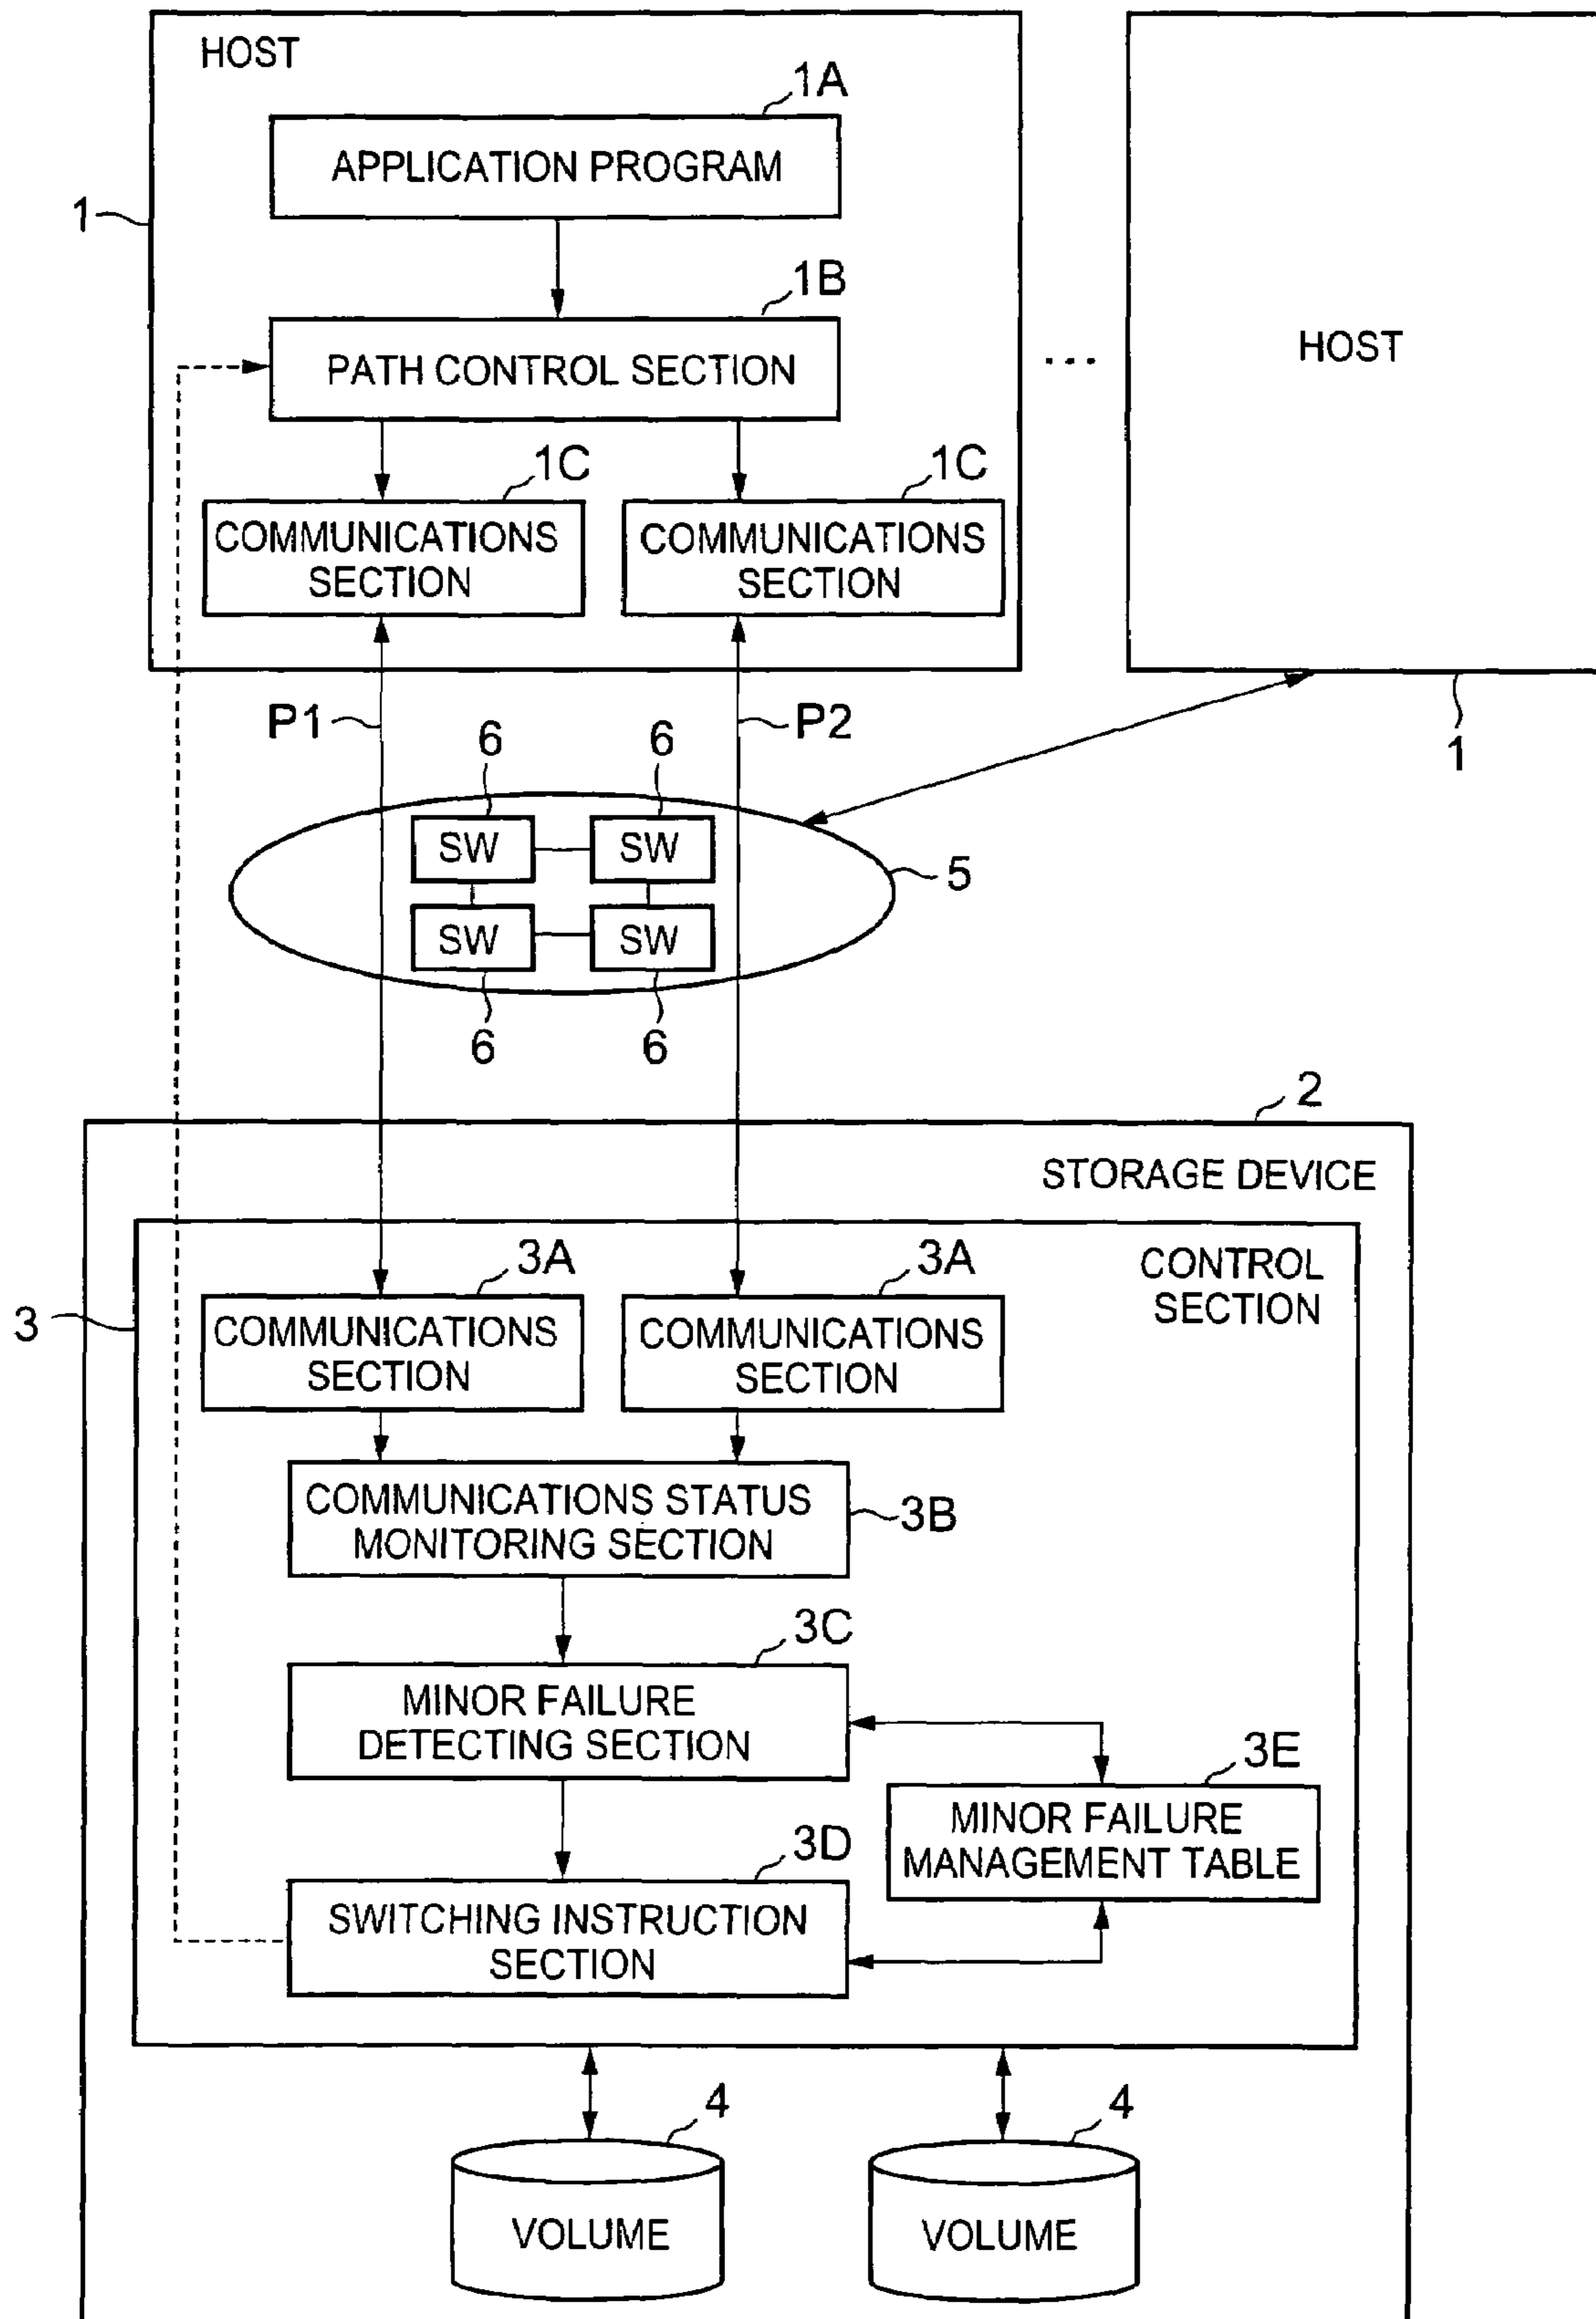 HOST
1A
APPLICATION PROGRAM
1
1B
PATH CONTROL SECTION
...
HOST
1C
1C
COMMUNICATIONS
SECTION
COMMUNICATIONS
SECTION
P1
P2
1
6
6
SW
SW
5
SW
SW
6
6
2
STORAGE DEVICE
CONTROL
SECTION
3A
3A
3
COMMUNICATIONS
SECTION
COMMUNICATIONS
SECTION
COMMUNICATIONS STATUS
MONITORING SECTION
3B
3C
MINOR FAILURE
DETECTING SECTION
3E
MINOR FAILURE
MANAGEMENT TABLE
3D
SWITCHING INSTRUCTION
SECTION
4
4
VOLUME
VOLUME